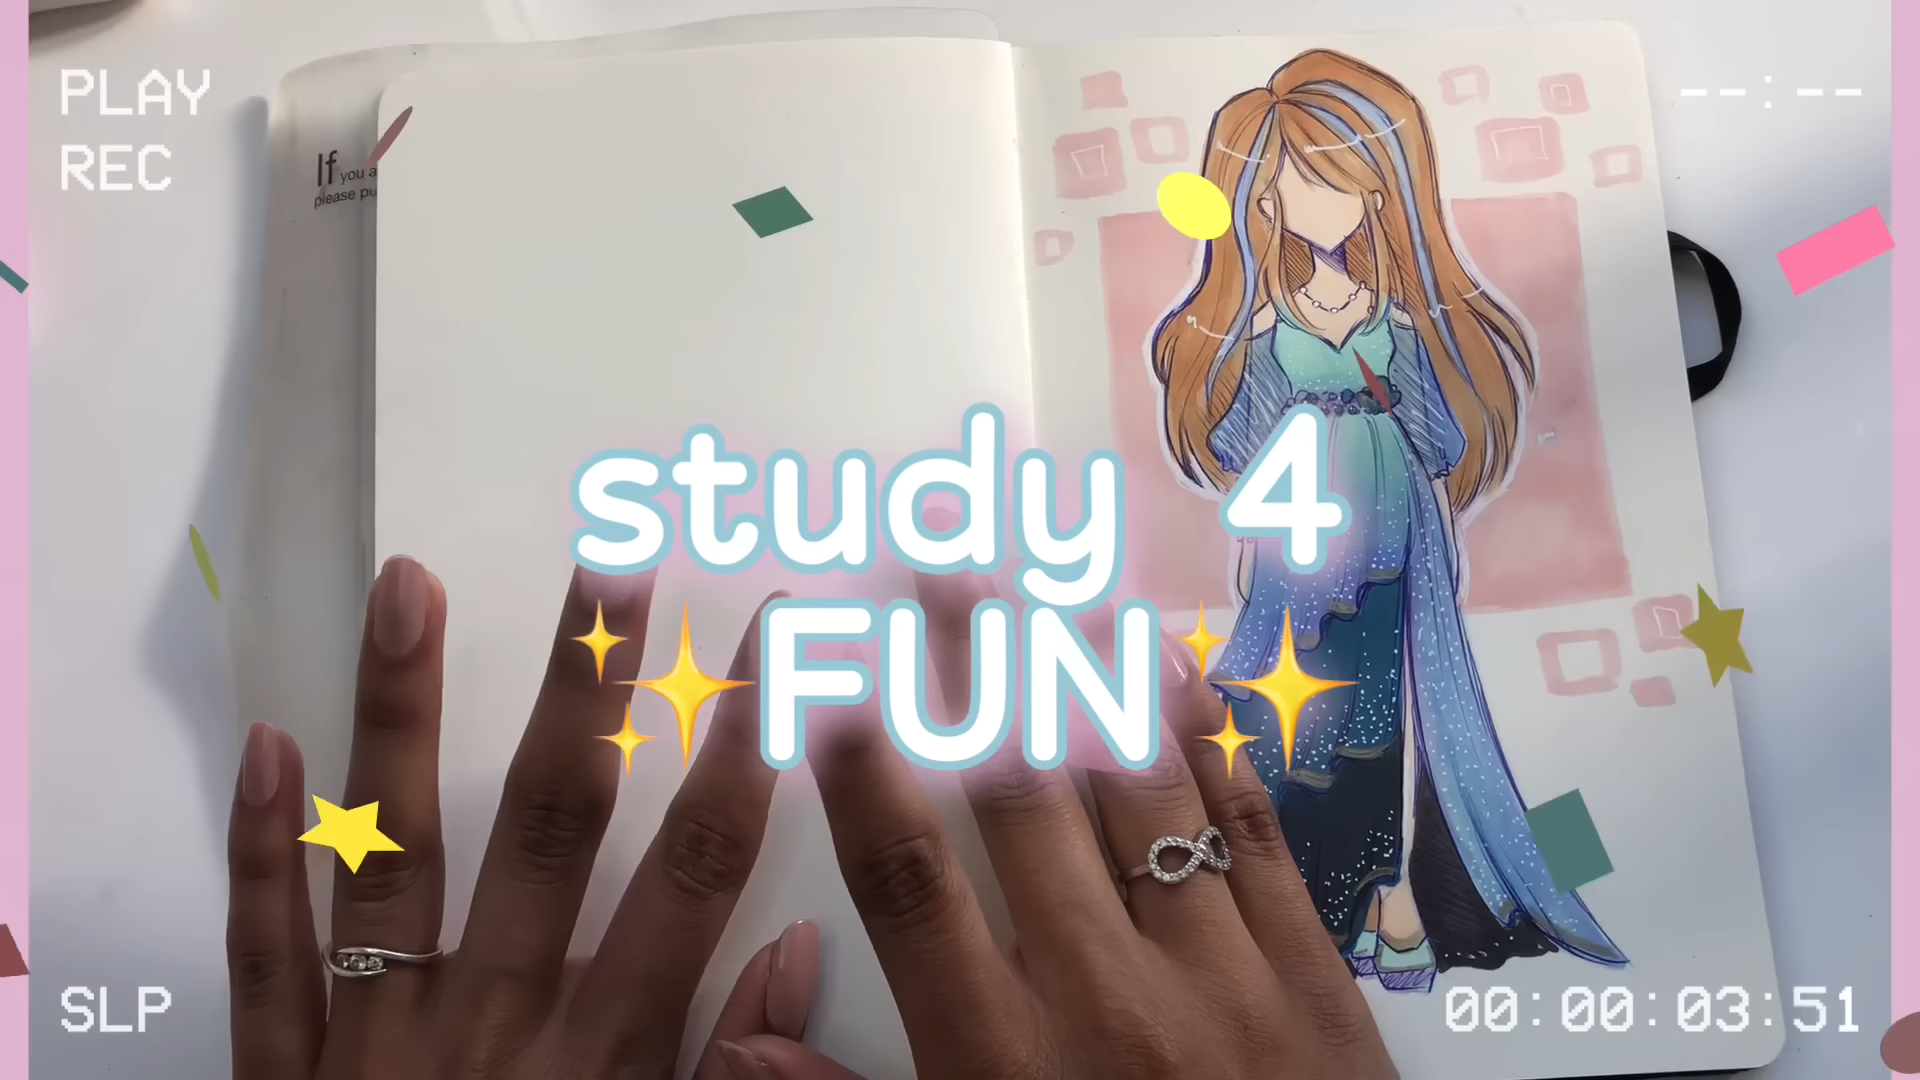 PLAY
REC
--:--
If you a
please pu
study 4
✨FUN✨
SLP
00:00:03:51